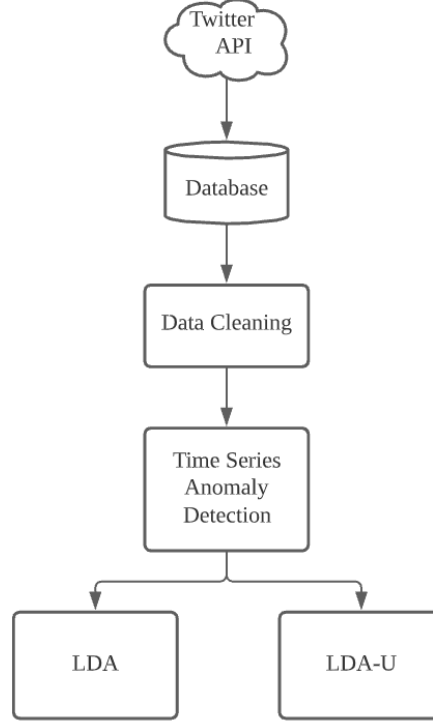 Twitter
API
Database
Data Cleaning
Time Series
Anomaly
Detection
LDA
LDA-U